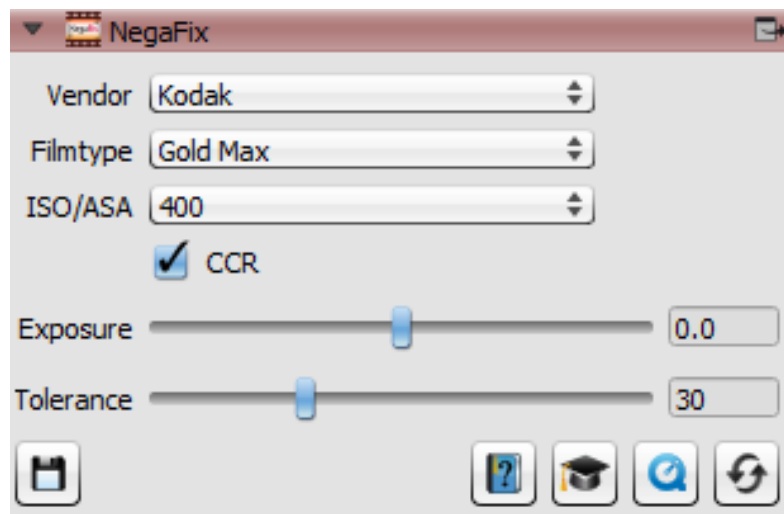 NegaFix
Vendor Kodak
Filmtype Gold Max
ISO/ASA 400
CCR
Exposure 0.0
Tolerance 30